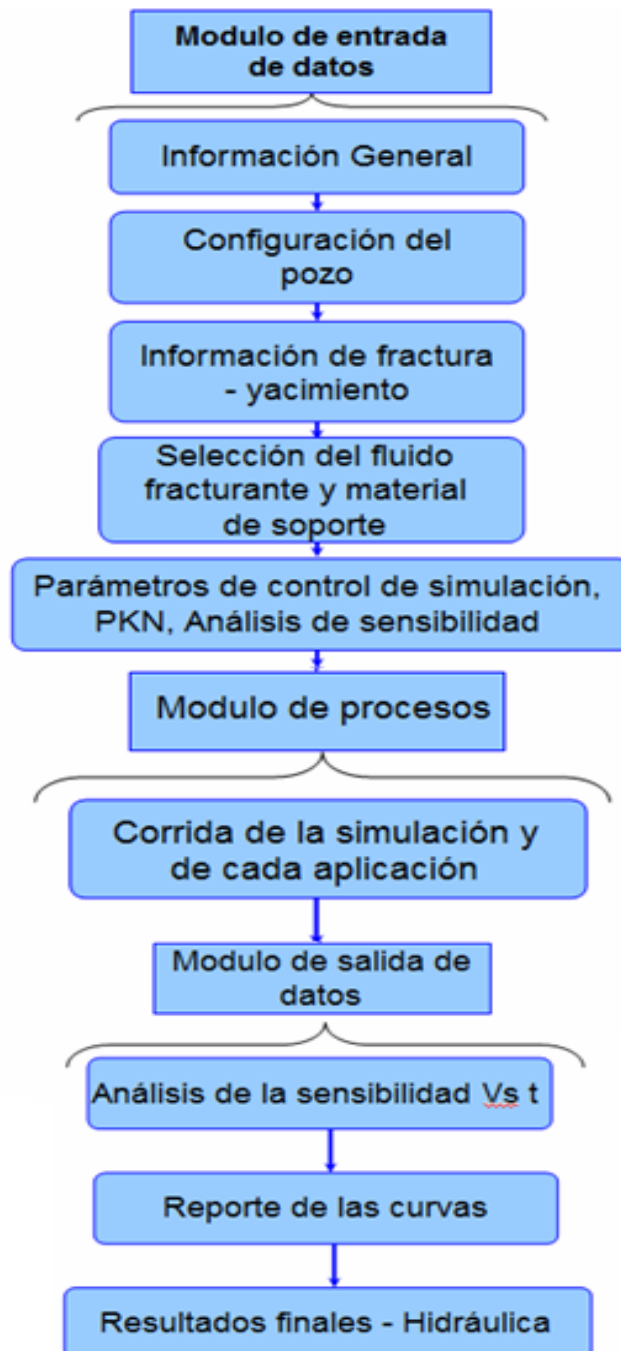 Modulo de entrada
de datos
Información General
Configuración del
pozo
Información de fractura
- yacimiento
Selección del fluido
fracturante y material
de soporte
Parámetros de control de simulación,
PKN, Análisis de sensibilidad
Modulo de procesos
Corrida de la simulación y
de cada aplicación
Modulo de salida de
datos
Análisis de la sensibilidad Vs t
Reporte de las curvas
Resultados finales - Hidráulica